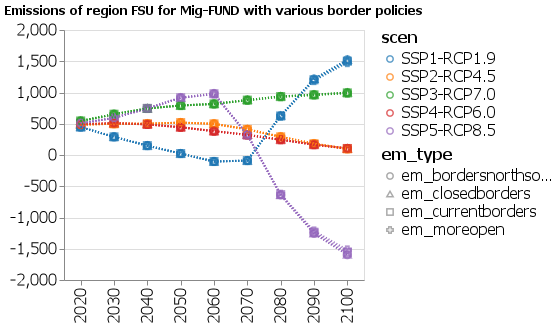 Emissions of region FSU for Mig-FUND with various border policies
2,000
1,500
1,000
500
0
-500
-1,000
-1,500
-2,000
2020
2030
2040
2050
2060
2070
2080
2090
2100
scen
SSP1-RCP1.9
SSP2-RCP4.5
SSP3-RCP7.0
SSP4-RCP6.0
SSP5-RCP8.5
em_type
em_bordersnorthso...
em_closedborders
em_currentborders
em_moreopen